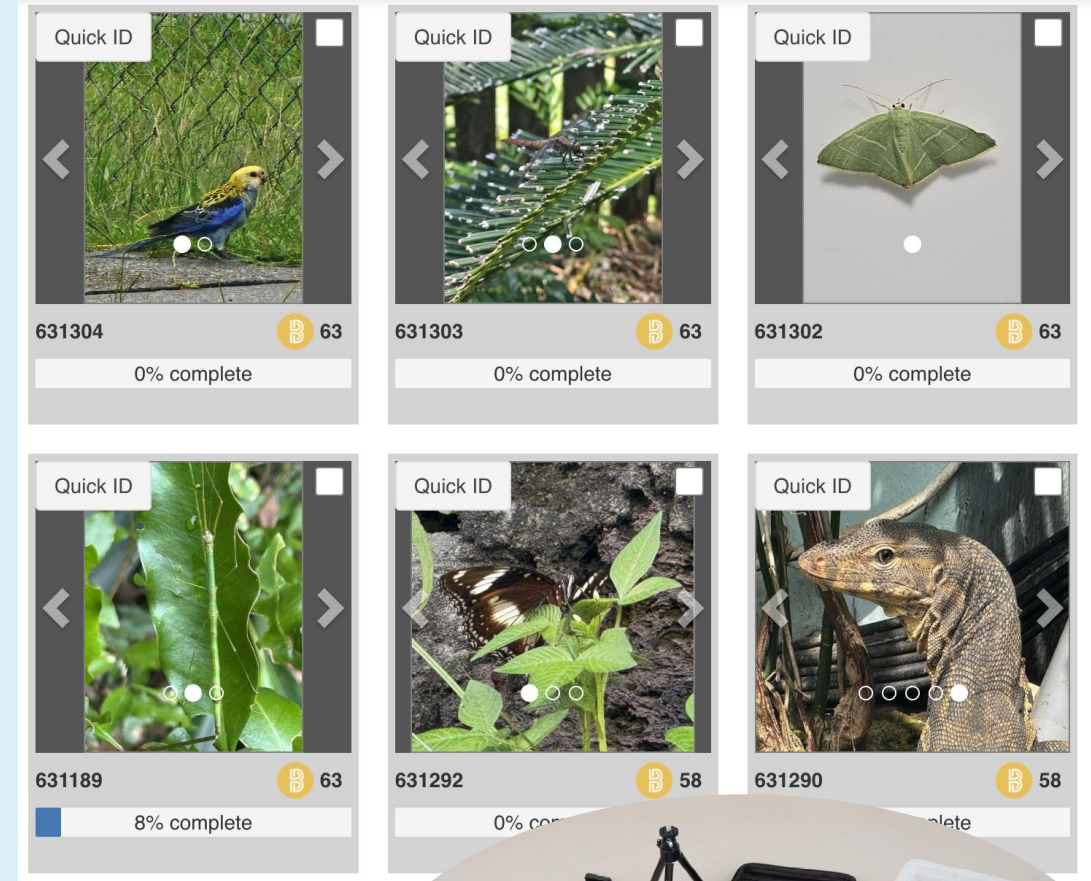 Quick ID
Quick ID
Quick ID
631304
63
631303
63
631302
63
0% complete
0% complete
0% complete
Quick ID
Quick ID
Quick ID
631189
63
631292
58
631290
58
8% complete
0%